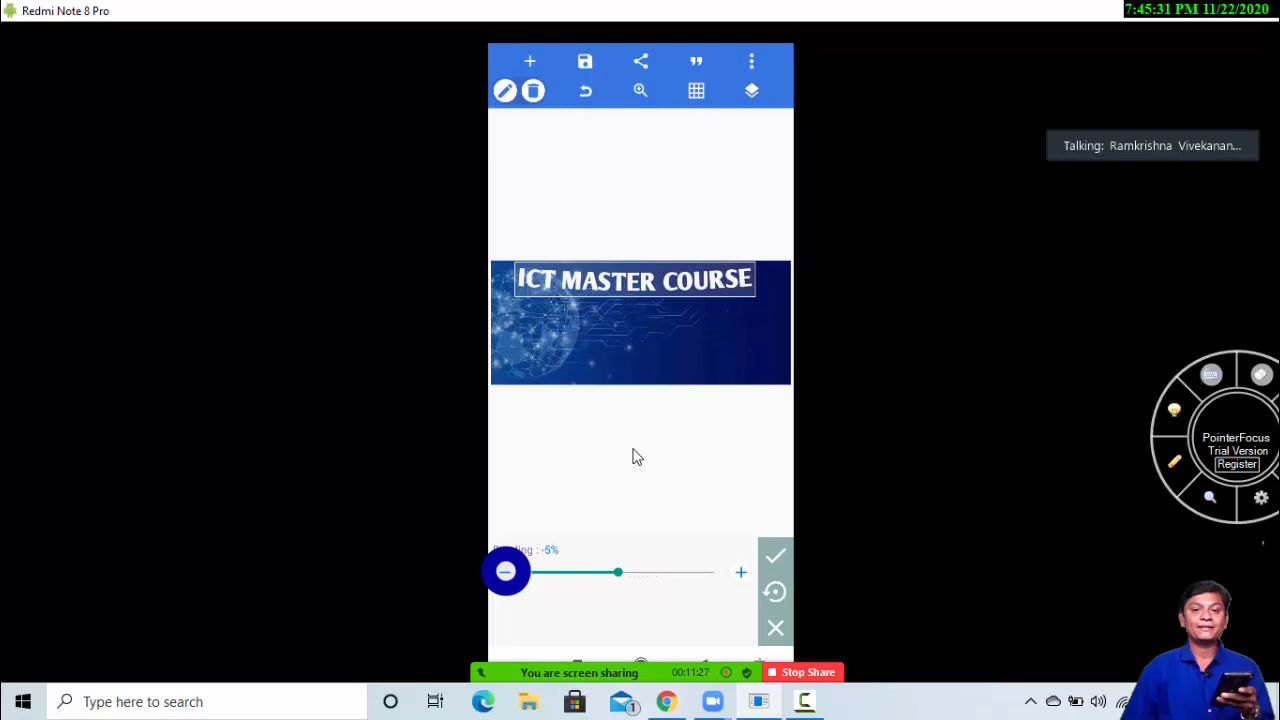 Redmi Note 8 Pro
7:45:31 PM 11/22/2020
Talking: Ramkrishna Vivekanan...
ICT MASTER COURSE
PointerFocus
Trial Version
Register
: -5%
You are screen sharing
00:11:27
Stop Share
Type here to search
1